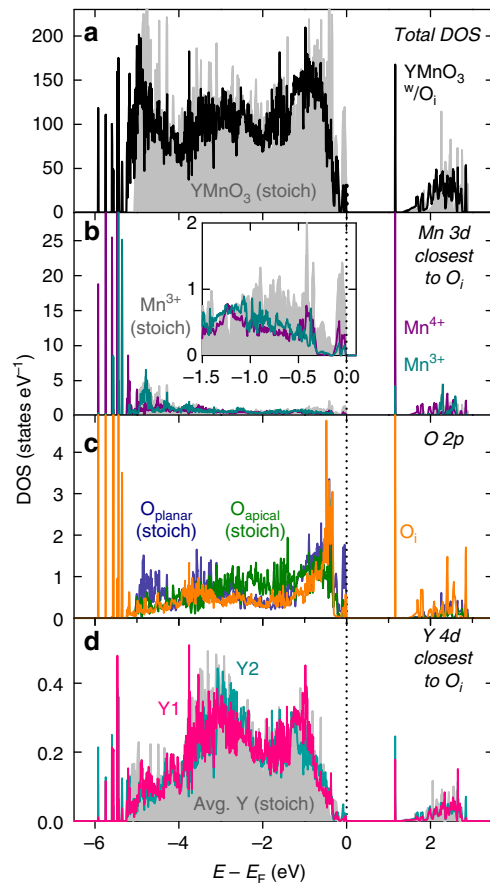 a
Total DOS
200
150
100
50
0
YMnO3
w/Oi
YMnO3 (stoich)
b
Mn 3d
closest
to Oi
25
20
15
10
5
0
Mn3+
(stoich)
2
1
0
−1.5
−1.0
−0.5
0.0
Mn4+
Mn3+
DOS (states eV−1)
c
O 2p
4
3
2
1
0
Oplanar
(stoich)
Oapical
(stoich)
Oi
d
Y 4d
closest
to Oi
0.4
0.2
0.0
Y1
Y2
Avg. Y (stoich)
−6
−4
−2
0
2
E − EF (eV)